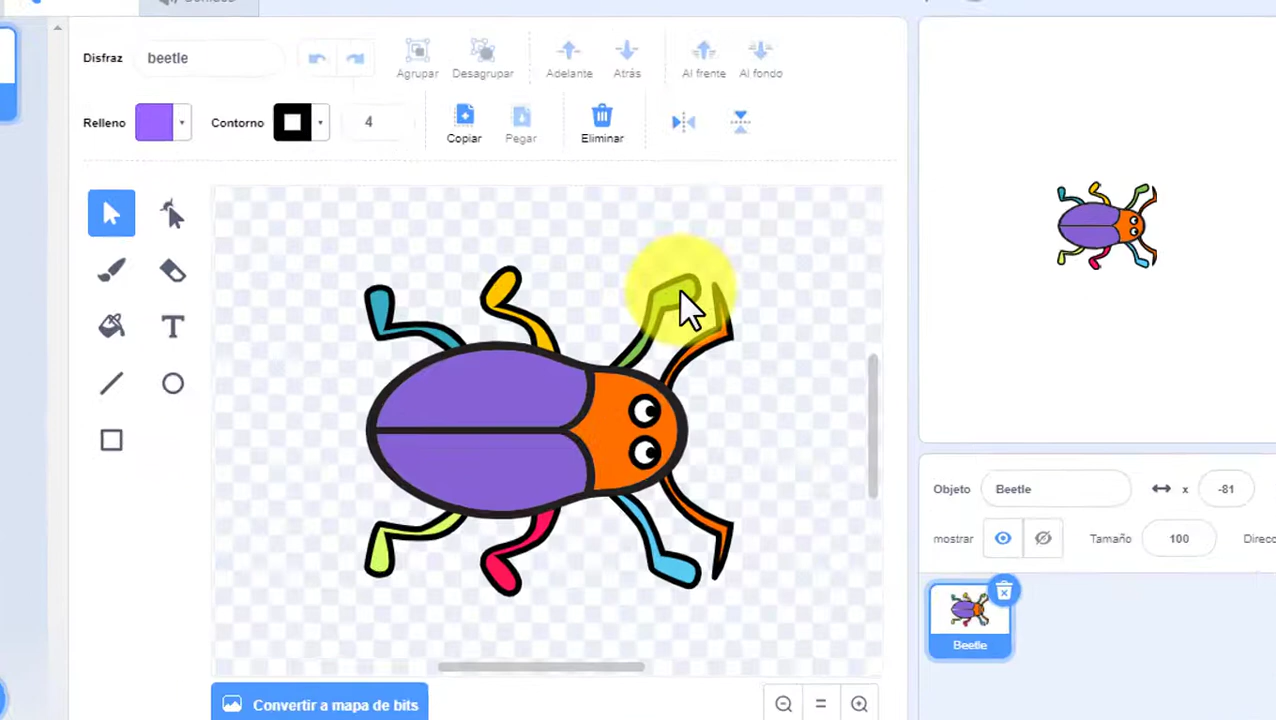 Disfraz beetle
Agrupar Desagrupar Adelante Atrás Al frente Al fondo
Relleno Contorno 4 Copiar Pegar Eliminar
Objeto Beetle x -81
mostrar Tamaño 100
Beetle
Convertir a mapa de bits